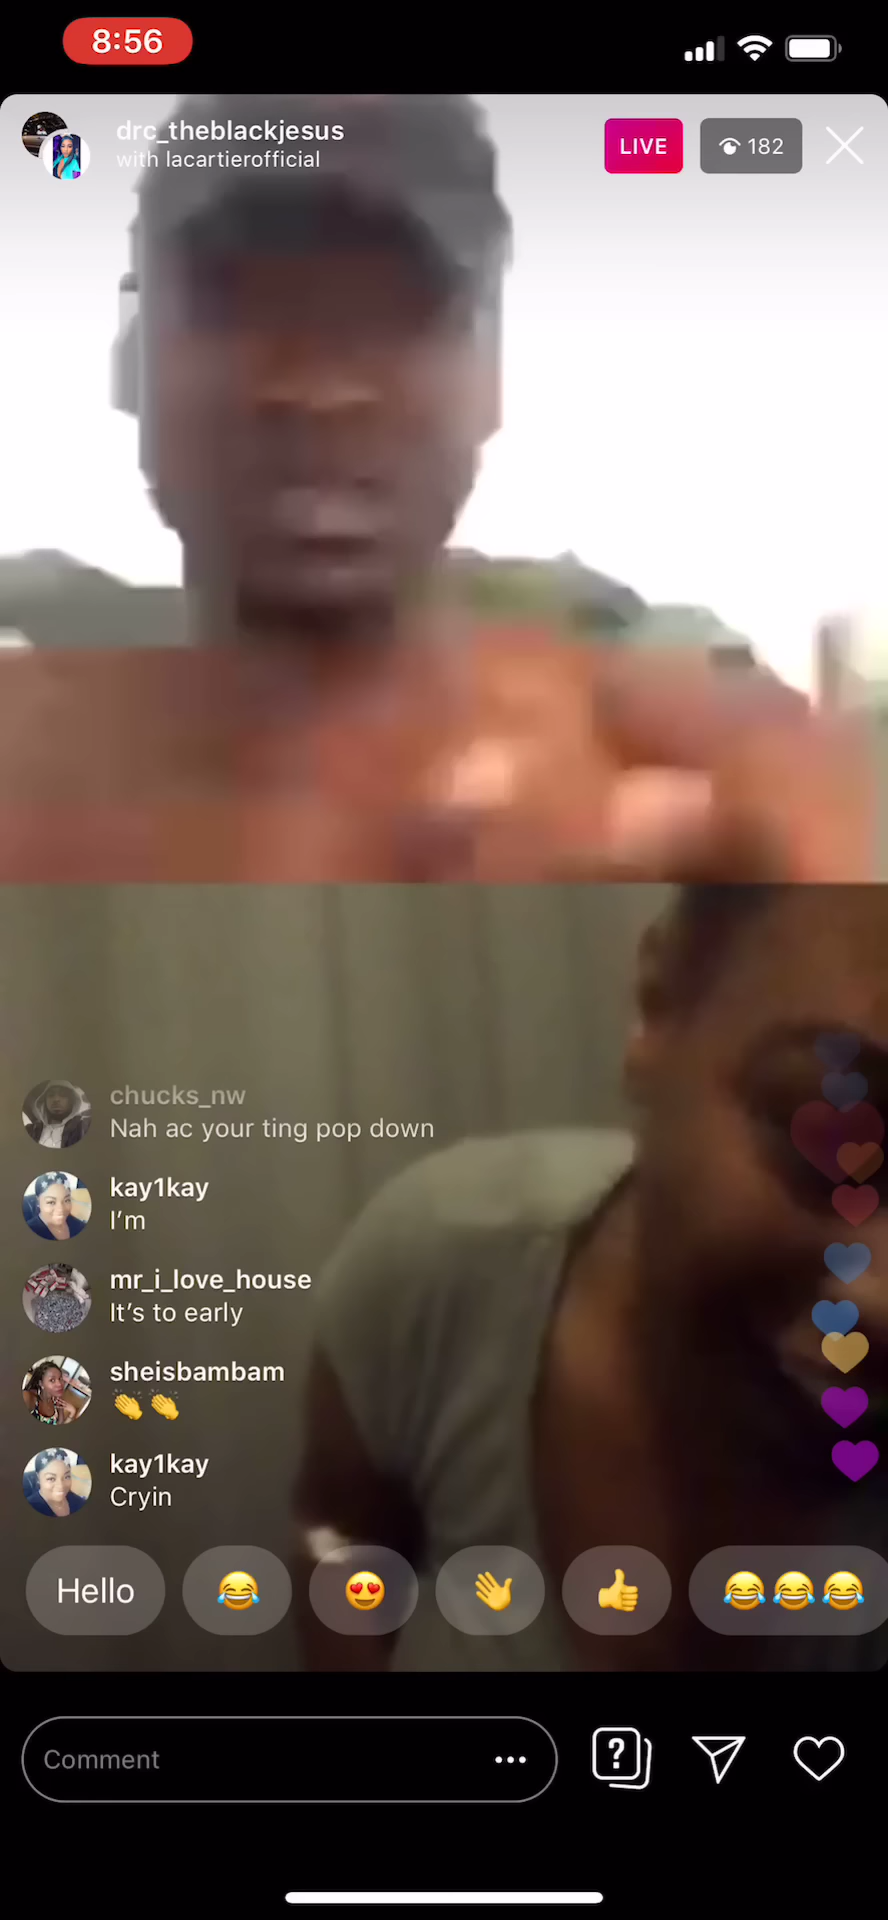 8:56
drc_theblackjesus
with lacartierofficial
LIVE
182
chucks_nw
Nah ac your ting pop down
kay1kay
I’m
mr_i_love_house
It’s to early
sheisbambam
👏👏
kay1kay
Cryin
Hello 😂 😍 👋 👍 😂😂😂
Comment
?